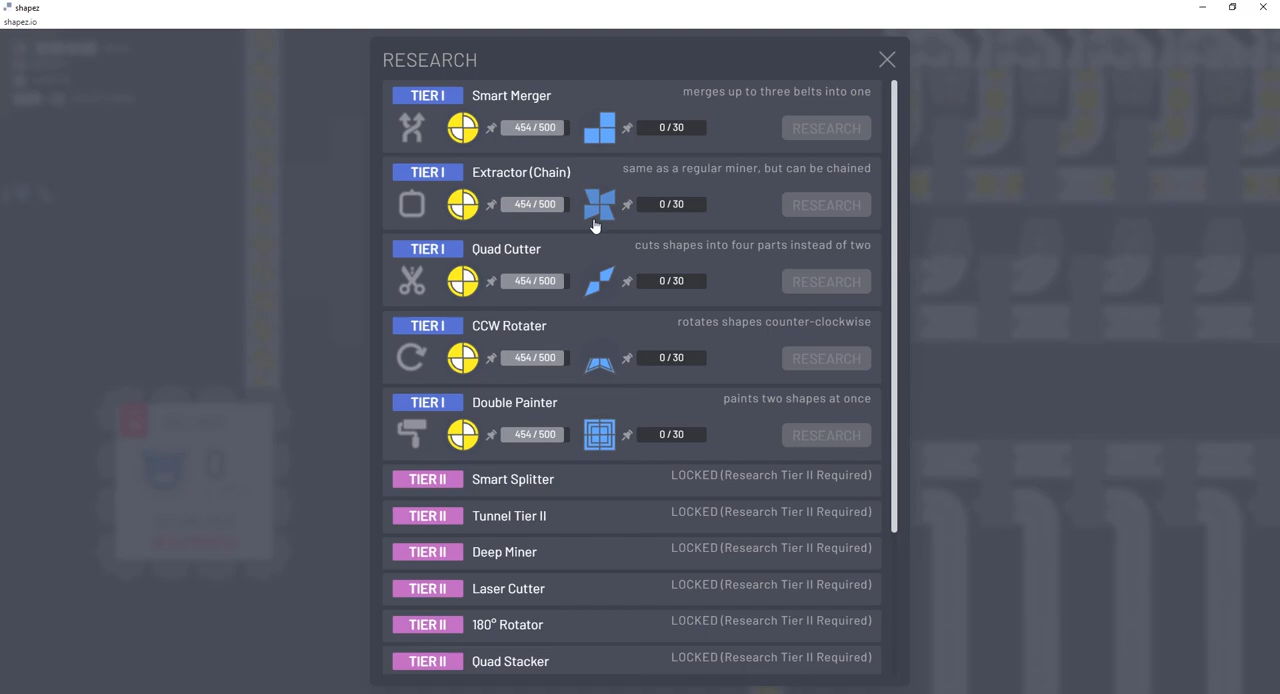 shapez
shapez.io
RESEARCH
TIER I Smart Merger merges up to three belts into one
454 / 500 0 / 30 RESEARCH
TIER I Extractor (Chain) same as a regular miner, but can be chained
454 / 500 0 / 30 RESEARCH
TIER I Quad Cutter cuts shapes into four parts instead of two
454 / 500 0 / 30 RESEARCH
TIER I CCW Rotater rotates shapes counter-clockwise
454 / 500 0 / 30 RESEARCH
TIER I Double Painter paints two shapes at once
454 / 500 0 / 30 RESEARCH
TIER II Smart Splitter LOCKED (Research Tier II Required)
TIER II Tunnel Tier II LOCKED (Research Tier II Required)
TIER II Deep Miner LOCKED (Research Tier II Required)
TIER II Laser Cutter LOCKED (Research Tier II Required)
TIER II 180° Rotator LOCKED (Research Tier II Required)
TIER II Quad Stacker LOCKED (Research Tier II Required)